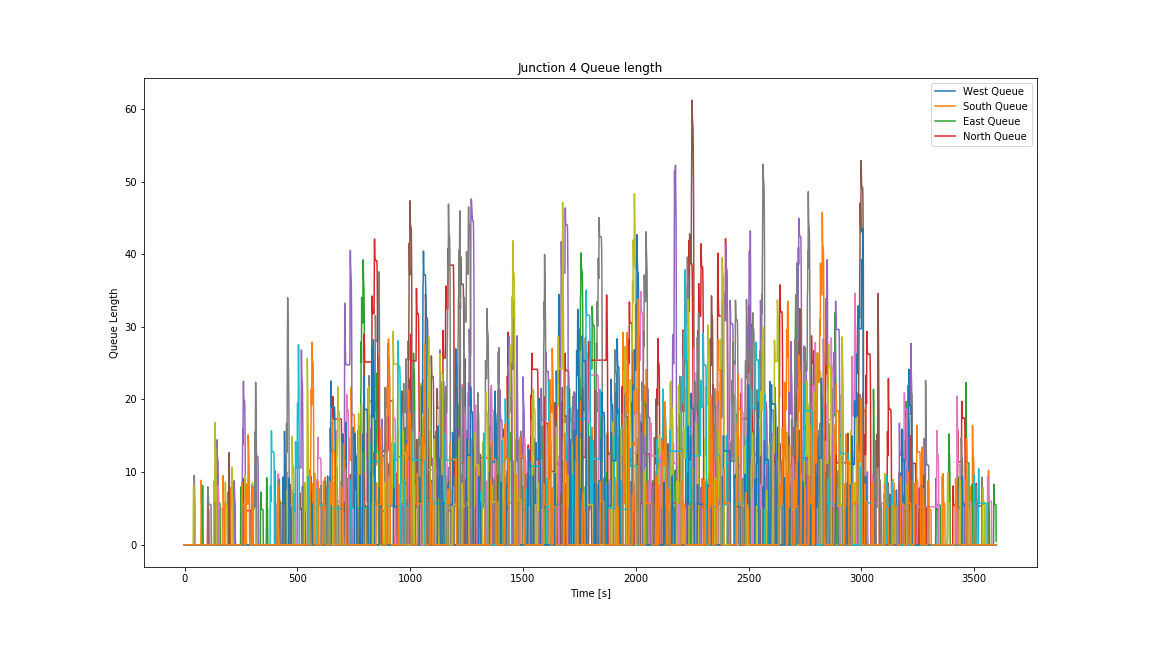 Junction 4 Queue length
West Queue
South Queue
East Queue
North Queue
Queue Length
60
50
40
30
20
10
0
0 500 1000 1500 2000 2500 3000 3500
Time [s]